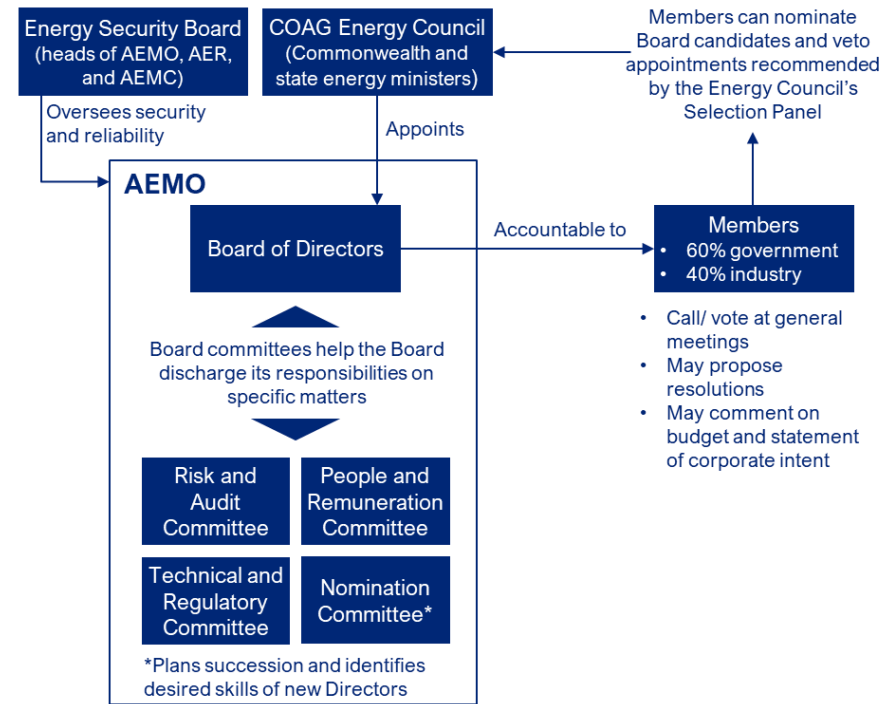 Energy Security Board
(heads of AEMO, AER,
and AEMC)
COAG Energy Council
(Commonwealth and
state energy ministers)
Members can nominate
Board candidates and veto
appointments recommended
by the Energy Council's
Selection Panel
Oversees security
and reliability
Appoints
AEMO
Board of Directors
Accountable to
Members
• 60% government
• 40% industry
• Call/ vote at general
meetings
• May propose
resolutions
• May comment on
budget and statement
of corporate intent
Board committees help the Board
discharge its responsibilities on
specific matters
Risk and
Audit
Committee
People and
Remuneration
Committee
Technical and
Regulatory
Committee
Nomination
Committee*
*Plans succession and identifies
desired skills of new Directors